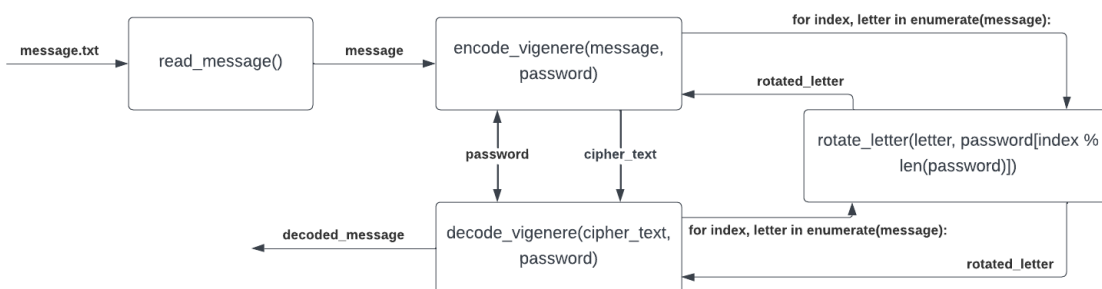 for index, letter in enumerate(message):
message.txt
read_message()
message
encode_vigenere(message,
password)
rotated_letter
rotate_letter(letter, password[index %
len(password)])
password
cipher_text
decoded_message
decode_vigenere(cipher_text,
password)
for index, letter in enumerate(message):
rotated_letter